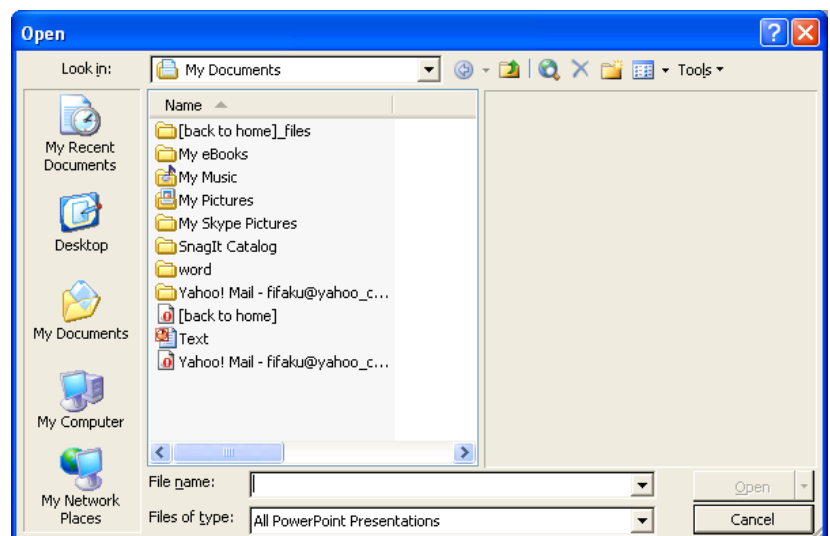 Open
Look in:
My Documents
Tools
Name
My Recent
Documents
Desktop
My Documents
My Computer
My Network
Places
[back to home]_files
My eBooks
My Music
My Pictures
My Skype Pictures
SnagIt Catalog
word
Yahoo! Mail - fifaku@yahoo_c...
[back to home]
Text
Yahoo! Mail - fifaku@yahoo_c...
File name:
Open
Files of type:
All PowerPoint Presentations
Cancel